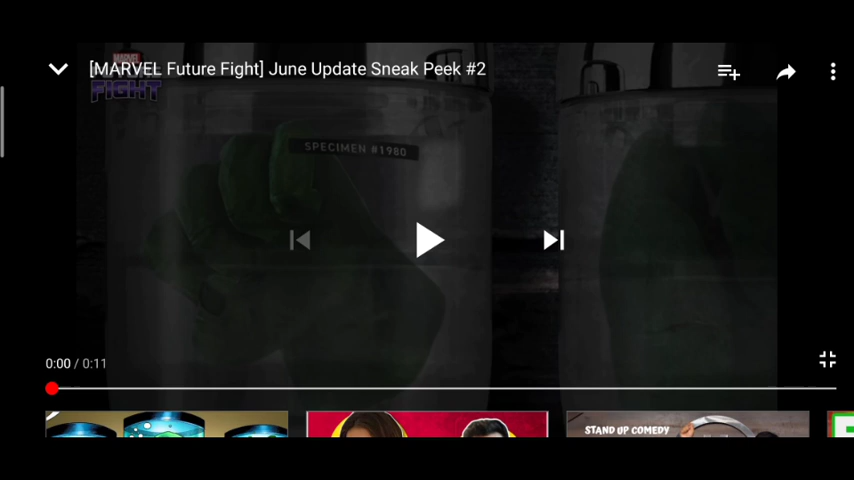 [MARVEL Future Fight] June Update Sneak Peek #2
MARVEL
FIGHT
SPECIMEN #1980
0:00 / 0:11
STAND UP COMEDY